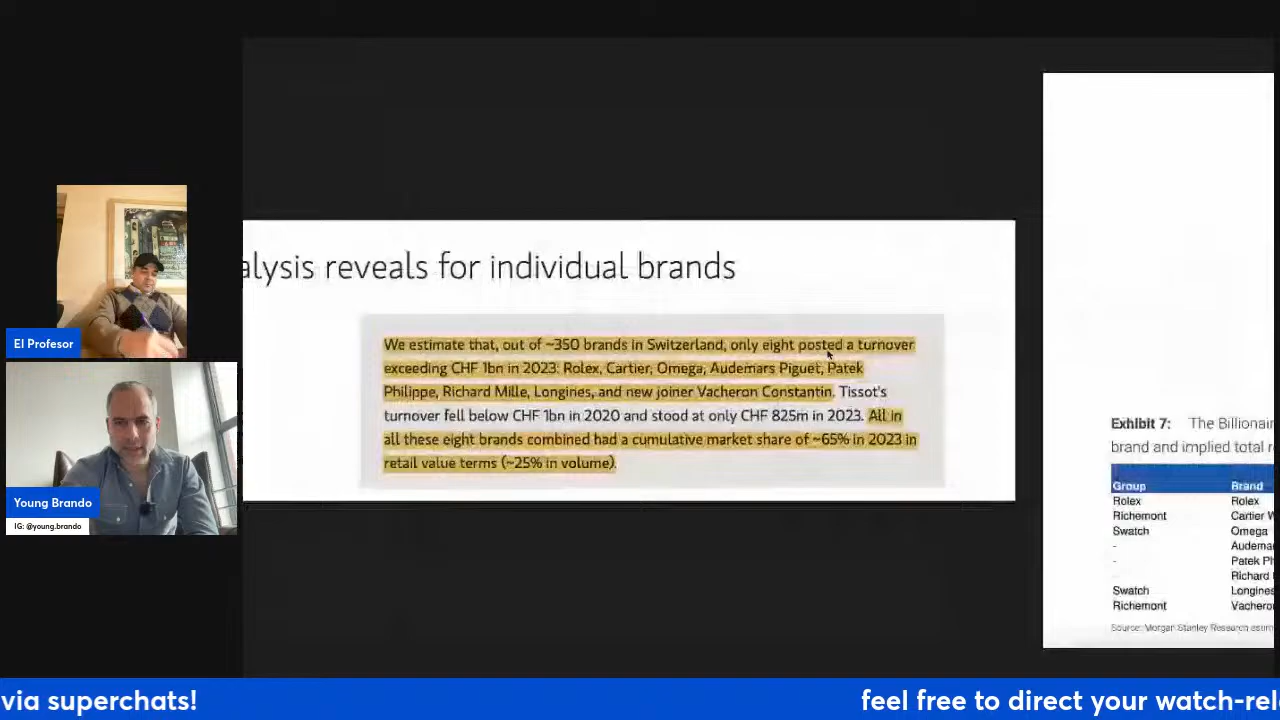 alysis reveals for individual brands
We estimate that, out of ~350 brands in Switzerland, only eight posted a turnover
exceeding CHF 1bn in 2023: Rolex, Cartier, Omega, Audemars Piguet, Patek
Philippe, Richard Mille, Longines, and new joiner Vacheron Constantin. Tissot's
turnover fell below CHF 1bn in 2020 and stood at only CHF 825m in 2023. All in
all these eight brands combined had a cumulative market share of ~65% in 2023 in
retail value terms (~25% in volume).
Exhibit 7: The Billionair
brand and implied total r
Group Brand
Rolex Rolex
Richemont Cartier W
Swatch Omega
- Audemar
- Patek Ph
Richard
Swatch Longines
Richemont Vachero
Source: Morgan Stanley Research estim
El Profesor
Young Brando
IG: @young.brando
via superchats! feel free to direct your watch-rel